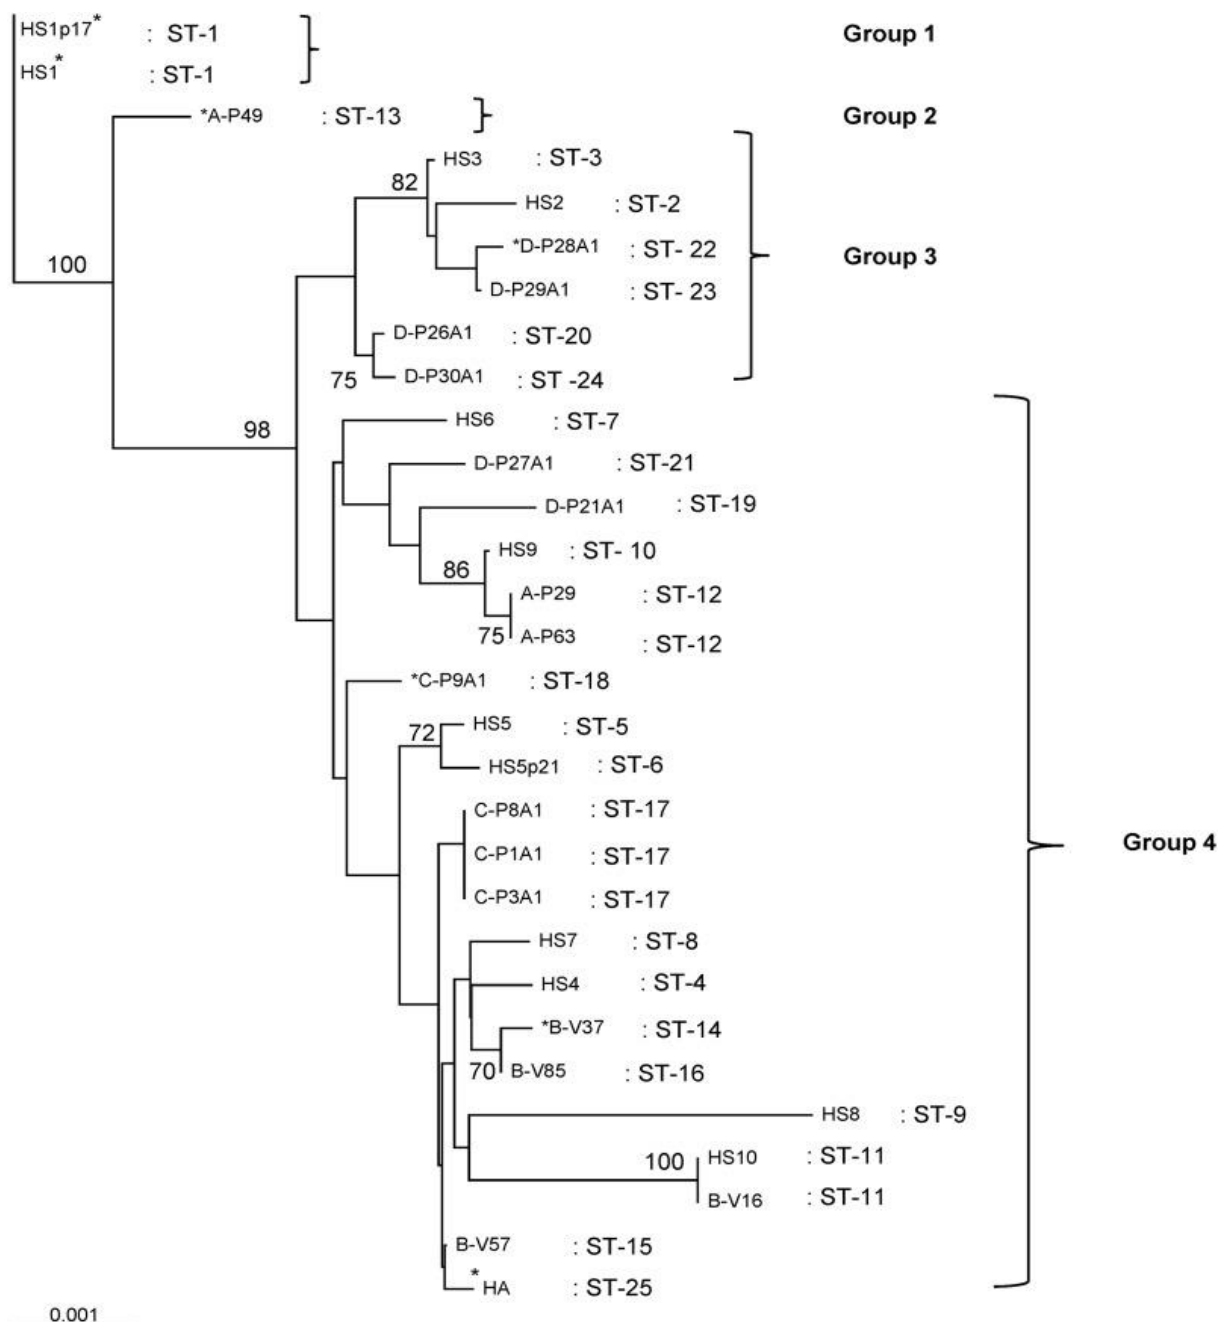 HS1p17* : ST-1 Group 1
HS1* : ST-1
*A-P49 : ST-13 Group 2
HS3 : ST-3
82
HS2 : ST-2
*D-P28A1 : ST- 22
Group 3
100
D-P29A1 : ST- 23
D-P26A1 : ST-20
D-P30A1 : ST -24
75
HS6 : ST-7
98
D-P27A1 : ST-21
D-P21A1 : ST-19
HS9 : ST- 10
86
A-P29 : ST-12
A-P63 : ST-12
75
*C-P9A1 : ST-18
HS5 : ST-5
72
HS5p21 : ST-6
C-P8A1 : ST-17
Group 4
C-P1A1 : ST-17
C-P3A1 : ST-17
HS7 : ST-8
HS4 : ST-4
*B-V37 : ST-14
70 B-V85 : ST-16
HS8 : ST-9
100 HS10 : ST-11
B-V16 : ST-11
B-V57 : ST-15
* HA : ST-25
0.001